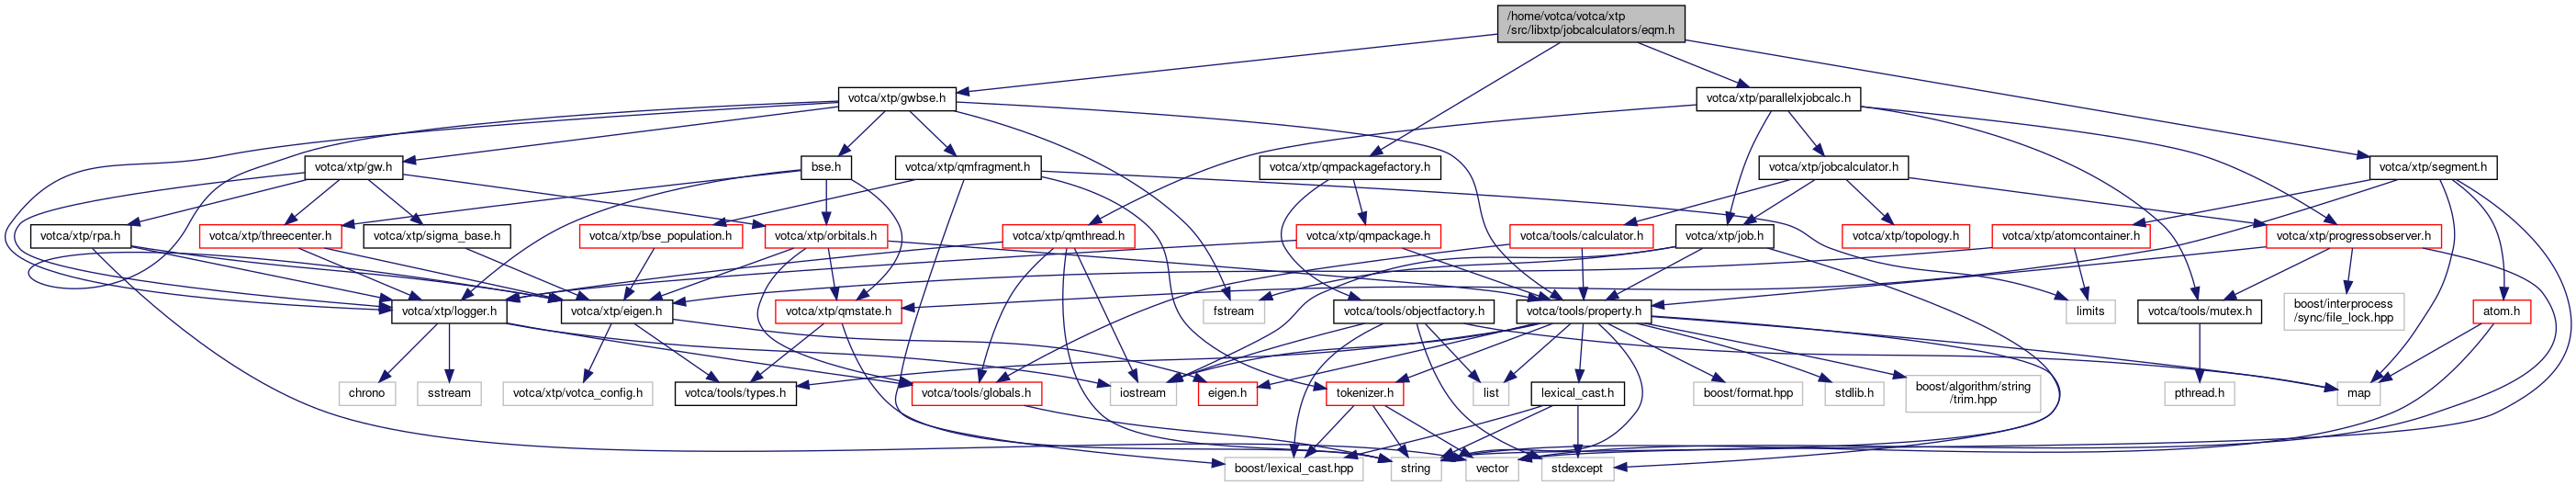 /home/votca/votca/xtp
/src/libxtp/jobcalculators/eqm.h
votca/xtp/gwbse.h
votca/xtp/parallelxjobcalc.h
votca/xtp/gw.h
bse.h
votca/xtp/qmfragment.h
votca/xtp/qmpackagefactory.h
votca/xtp/jobcalculator.h
votca/xtp/segment.h
votca/xtp/rpa.h
votca/xtp/threecenter.h
votca/xtp/sigma_base.h
votca/xtp/bse_population.h
votca/xtp/orbitals.h
votca/xtp/qmthread.h
votca/xtp/qmpackage.h
votca/tools/calculator.h
votca/xtp/job.h
votca/xtp/topology.h
votca/xtp/atomcontainer.h
votca/xtp/progressobserver.h
votca/xtp/logger.h
votca/xtp/eigen.h
votca/xtp/qmstate.h
fstream
votca/tools/objectfactory.h
votca/tools/property.h
limits
votca/tools/mutex.h
boost/interprocess
/sync/file_lock.hpp
atom.h
chrono
sstream
votca/xtp/votca_config.h
votca/tools/types.h
votca/tools/globals.h
iostream
eigen.h
tokenizer.h
list
lexical_cast.h
boost/format.hpp
stdlib.h
boost/algorithm/string
/trim.hpp
pthread.h
map
boost/lexical_cast.hpp
string
vector
stdexcept